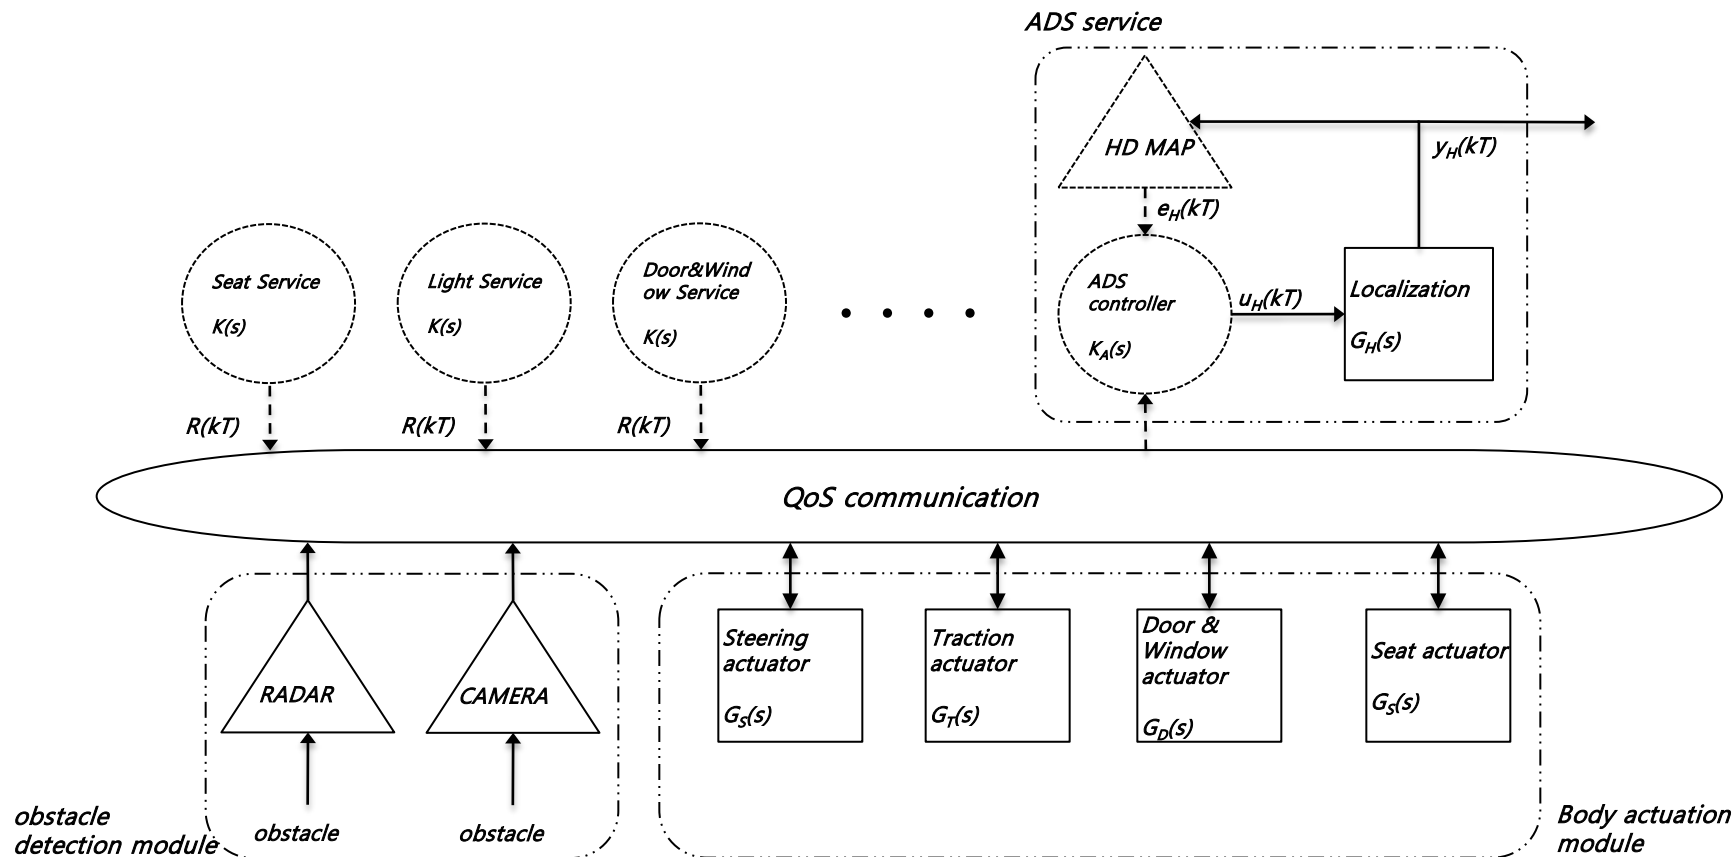 ADS service
HD MAP
y_H(kT)
e_H(kT)
Seat Service
K(s)
Light Service
K(s)
Door&Wind
ow Service
K(s)
ADS
controller
K_A(s)
u_H(kT)
Localization
G_H(s)
R(kT)
R(kT)
R(kT)
QoS communication
RADAR
CAMERA
Steering
actuator
G_S(s)
Traction
actuator
G_T(s)
Door &
Window
actuator
G_D(s)
Seat actuator
G_S(s)
obstacle
detection module
obstacle
obstacle
Body actuation
module